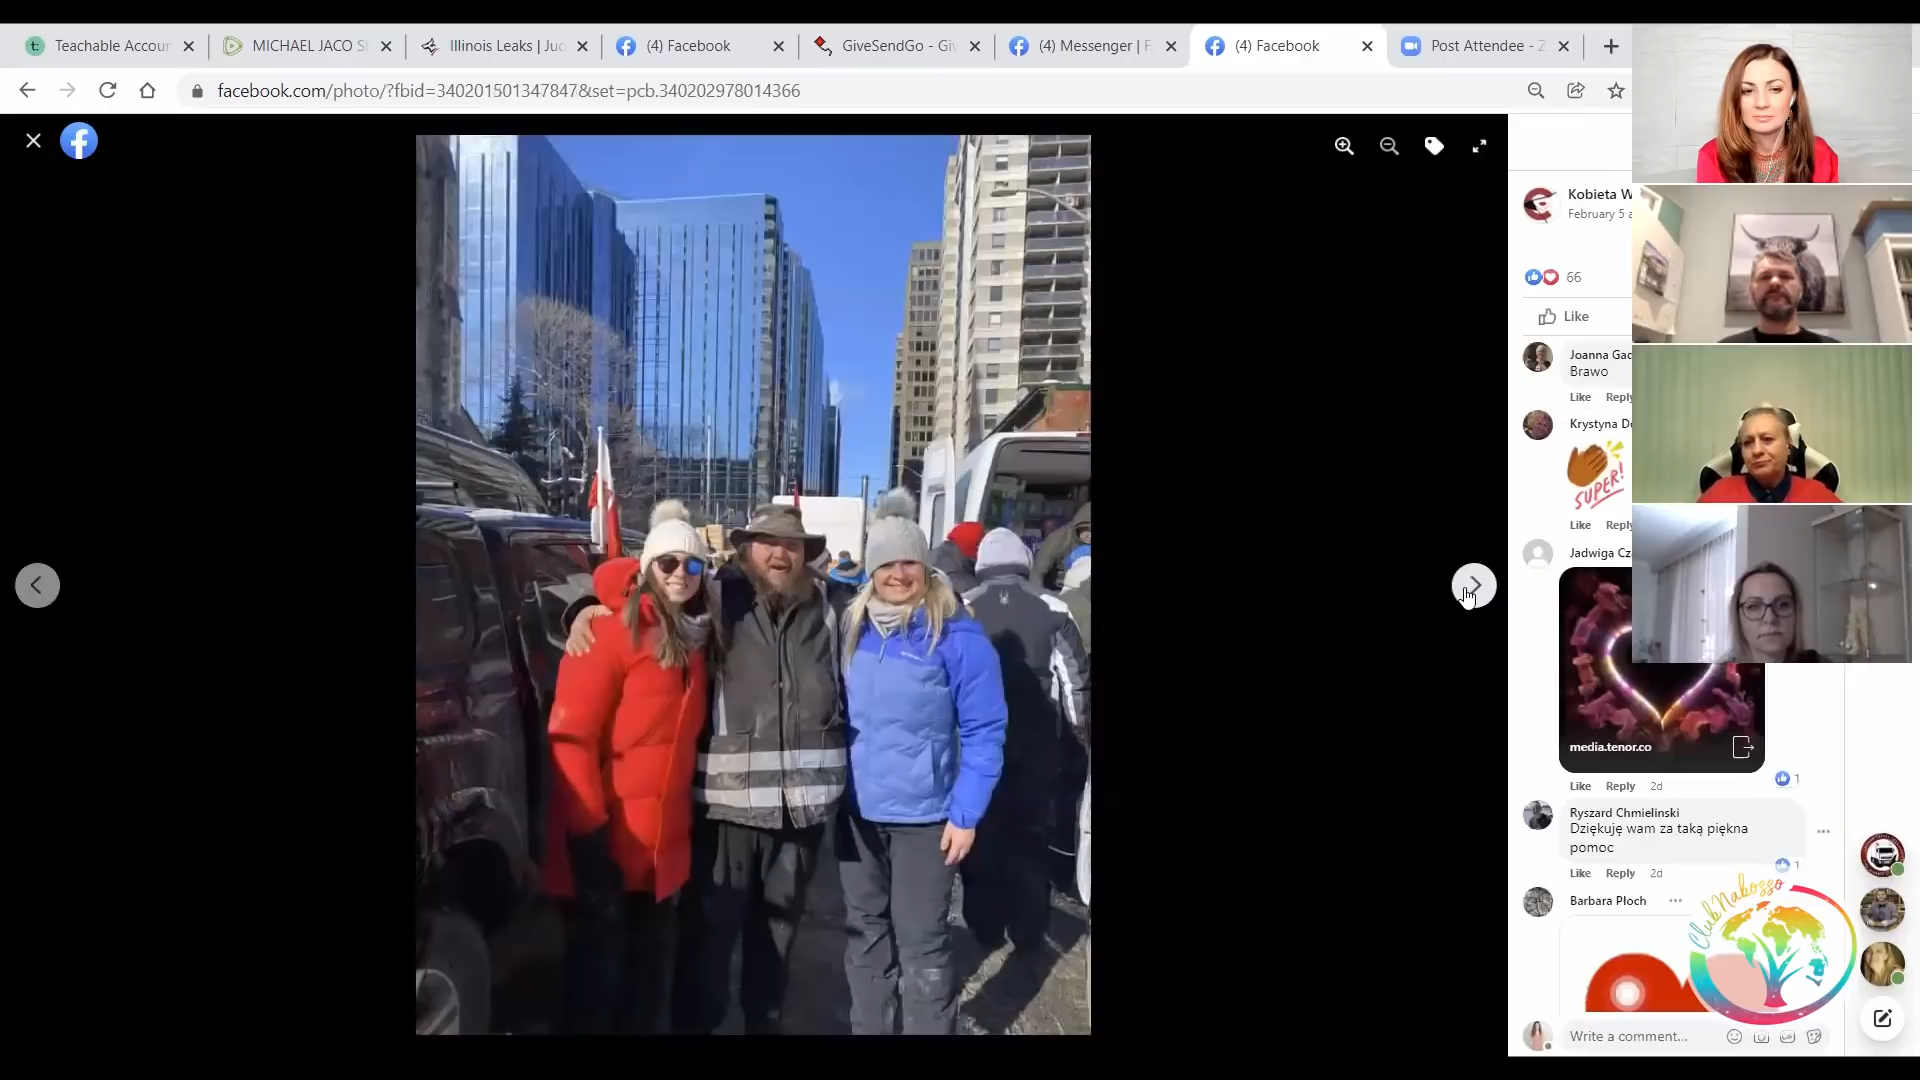 Teachable Accour
MICHAEL JACO S
Illinois Leaks | Juc
(4) Facebook
GiveSendGo - Gi
(4) Messenger | F
(4) Facebook
Post Attendee - Z
facebook.com/photo/?fbid=340201501347847&set=pcb.340202978014366
Kobieta W
February 5 a
66
Like
Joanna Gac
Brawo
Like Reply
Krystyna Do
SUPER!
Like Reply
Jadwiga Cz
media.tenor.co
1
Like Reply 2d
Ryszard Chmielinski
Dziękuję wam za taką piękna
pomoc
1
Like Reply 2d
Barbara Ploch
ClubNabosso
Write a comment...